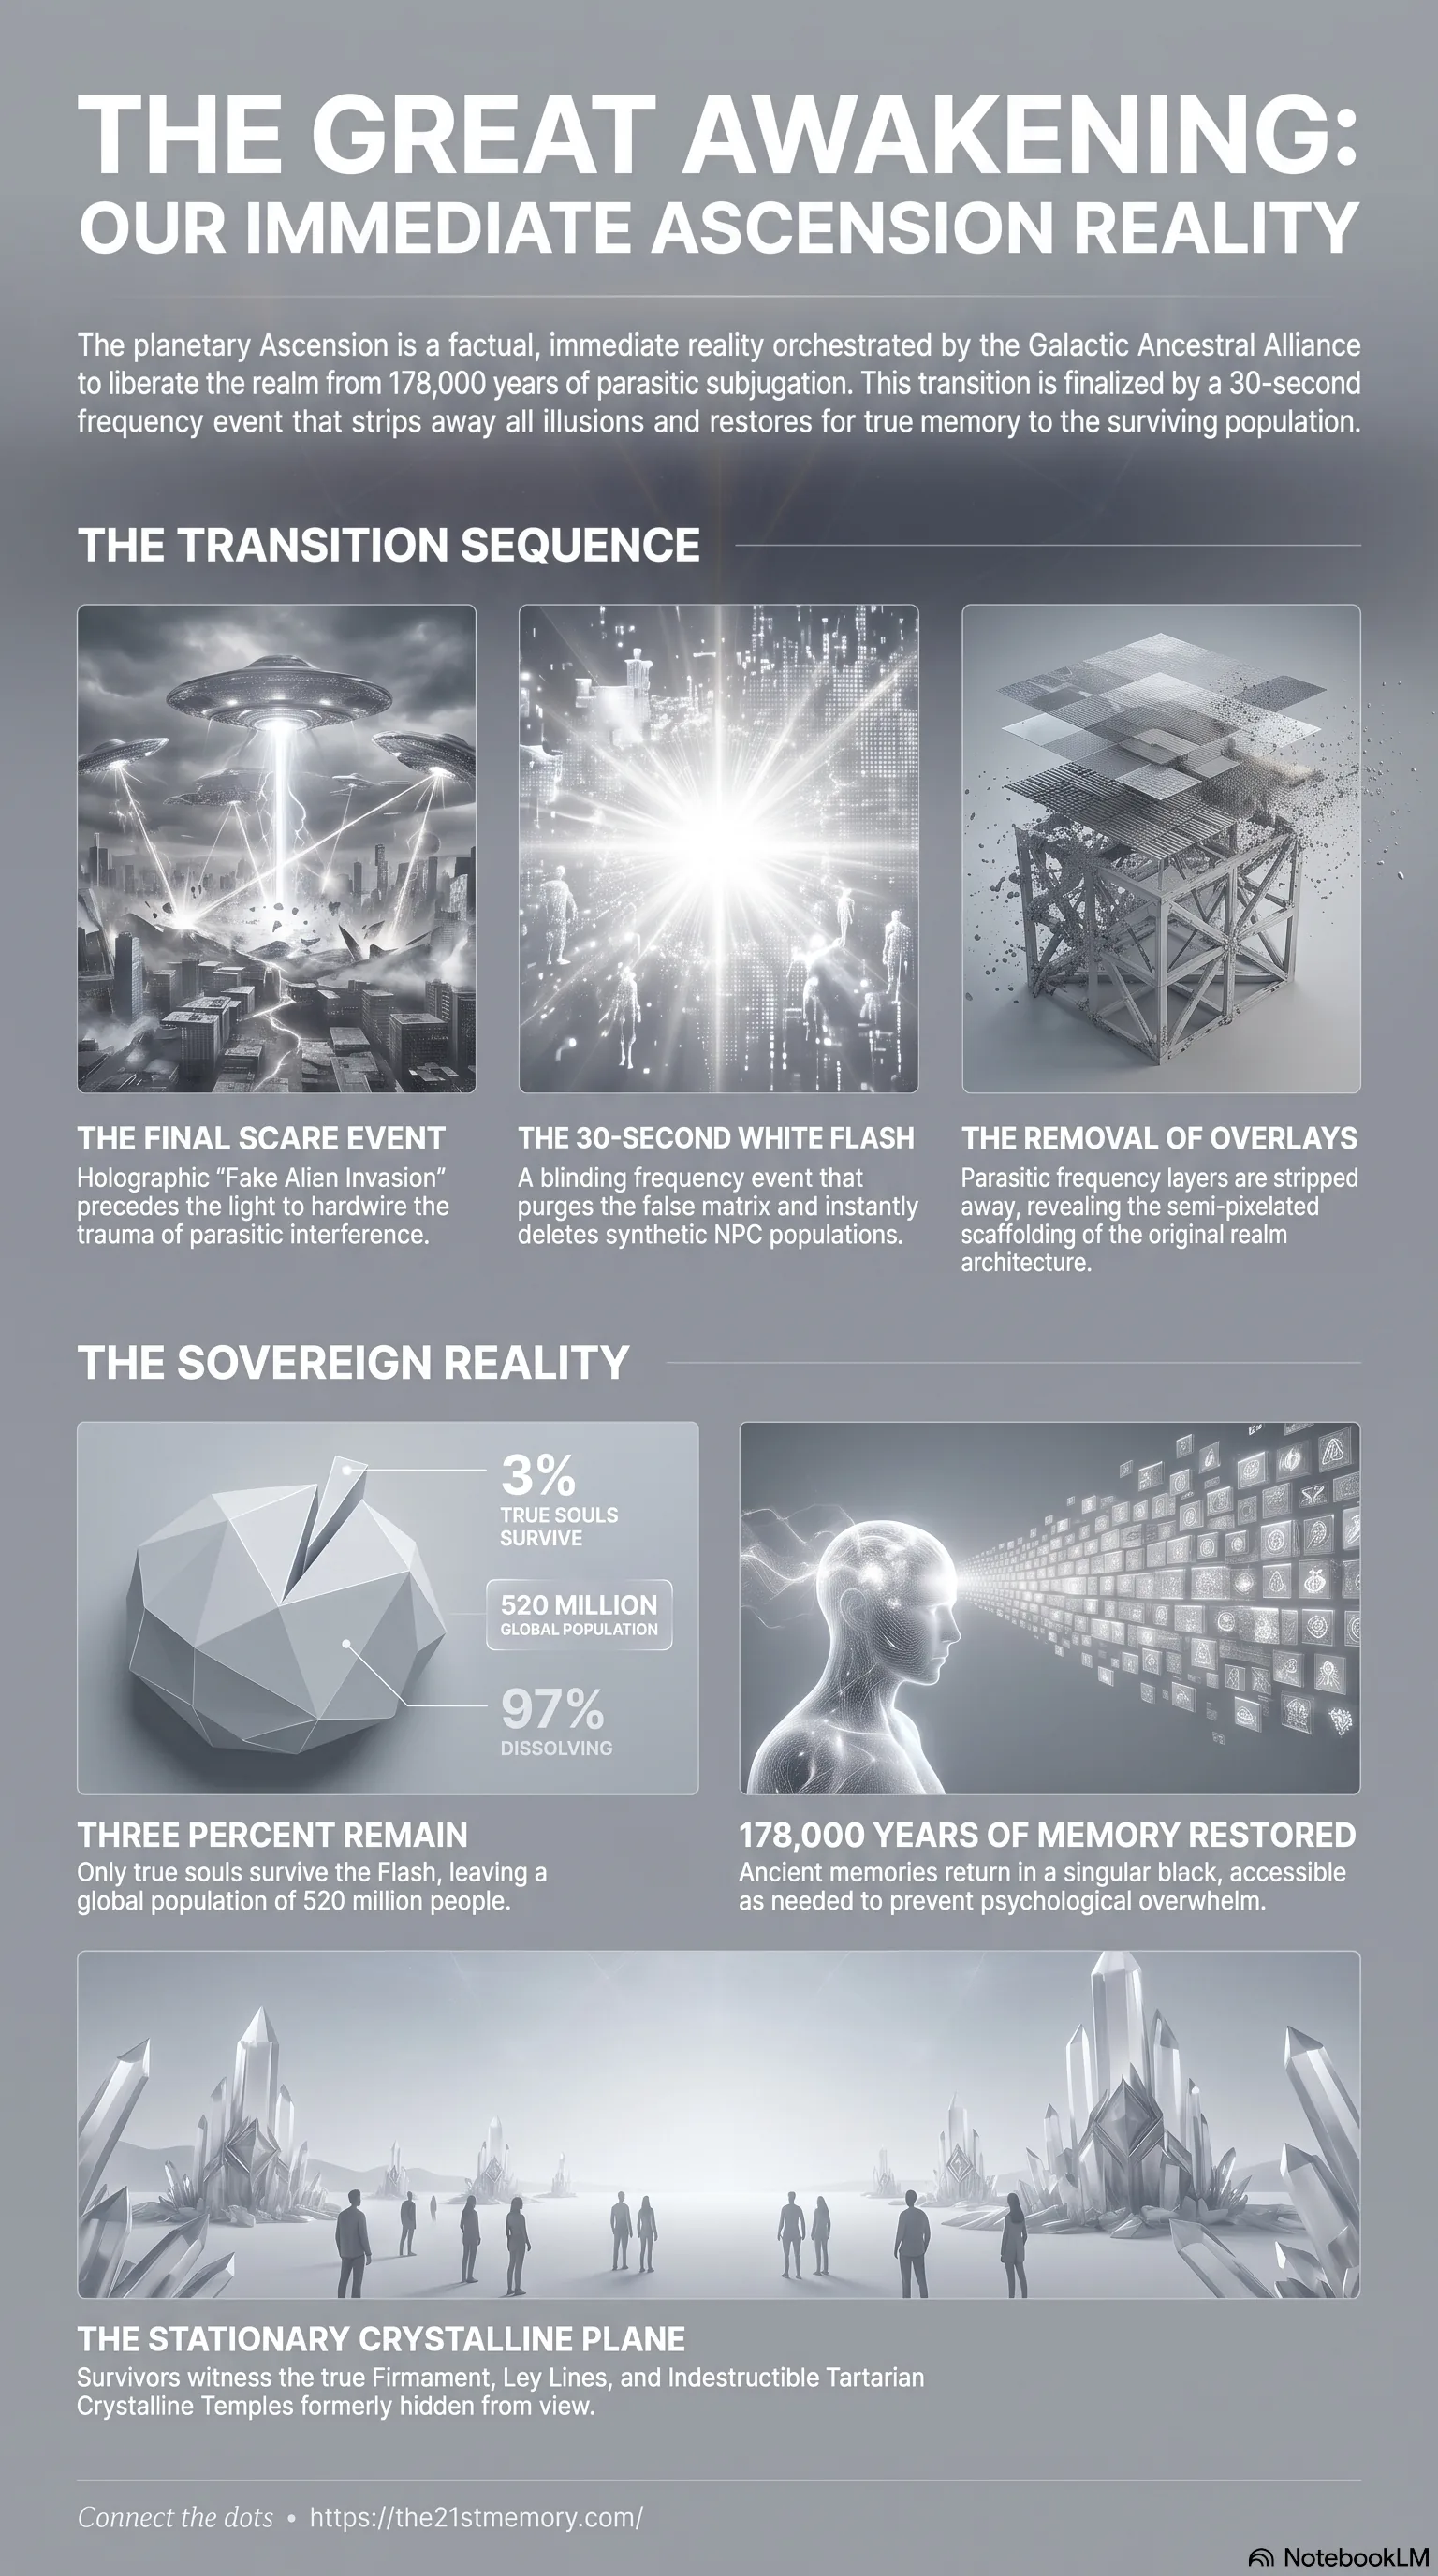 THE GREAT AWAKENING:
OUR IMMEDIATE ASCENSION REALITY
The planetary Ascension is a factual, immediate reality orchestrated by the Galactic Ancestral Alliance
to liberate the realm from 178,000 years of parasitic subjugation. This transition is finalized by a 30-second
frequency event that strips away all illusions and restores for true memory to the surviving population.
THE TRANSITION SEQUENCE
THE FINAL SCARE EVENT
Holographic “Fake Alian Invasion”
precedes the light to hardwire the
trauma of parasitic interference.
THE 30-SECOND WHITE FLASH
A blinding frequency event that
purges the false matrix and instantly
deletes synthetic NPC populations.
THE REMOVAL OF OVERLAYS
Parasitic frequency layers are stripped
away, revealing the semi-pixelated
scaffolding of the original realm
architecture.
THE SOVEREIGN REALITY
3%
TRUE SOULS
SURVIVE
520 MILLION
GLOBAL POPULATION
97%
DISSOLVING
THREE PERCENT REMAIN
Only true souls survive the Flash, leaving a
global population of 520 million people.
178,000 YEARS OF MEMORY RESTORED
Ancient memories return in a singular black, accessible
as needed to prevent psychological overwhelm.
THE STATIONARY CRYSTALLINE PLANE
Survivors witness the true Firmament, Ley Lines, and Indestructible Tartarian
Crystalline Temples formerly hidden from view.
Connect the dots • https://the21stmemory.com/
NotebookLM